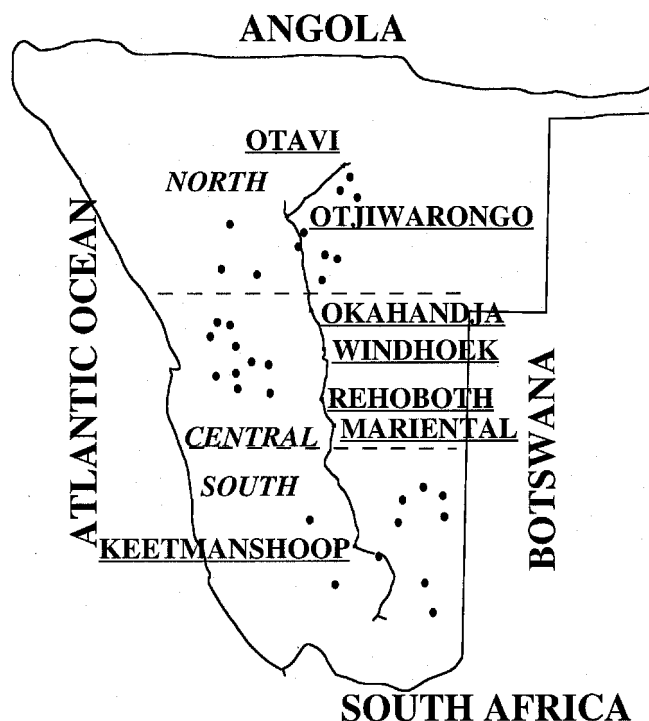 ANGOLA
OTAVI
NORTH
OTJIWARONGO
ATLANTIC OCEAN
OKAHANDJA
WINDHOEK
REHOBOTH
MARIENTAL
CENTRAL
SOUTH
BOTSWANA
KEETMANSHOOP
SOUTH AFRICA